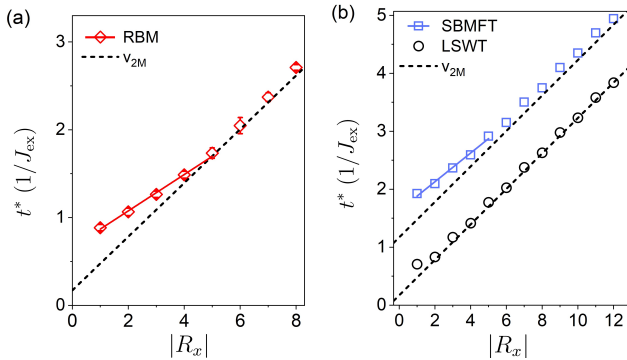 (a)
RBM
v2M
3
2
1
0
t* (1/Jex)
0 2 4 6 8
|Rx|
(b)
SBMFT
LSWT
v2M
5
4
3
2
1
0
t* (1/Jex)
0 2 4 6 8 10 12
|Rx|